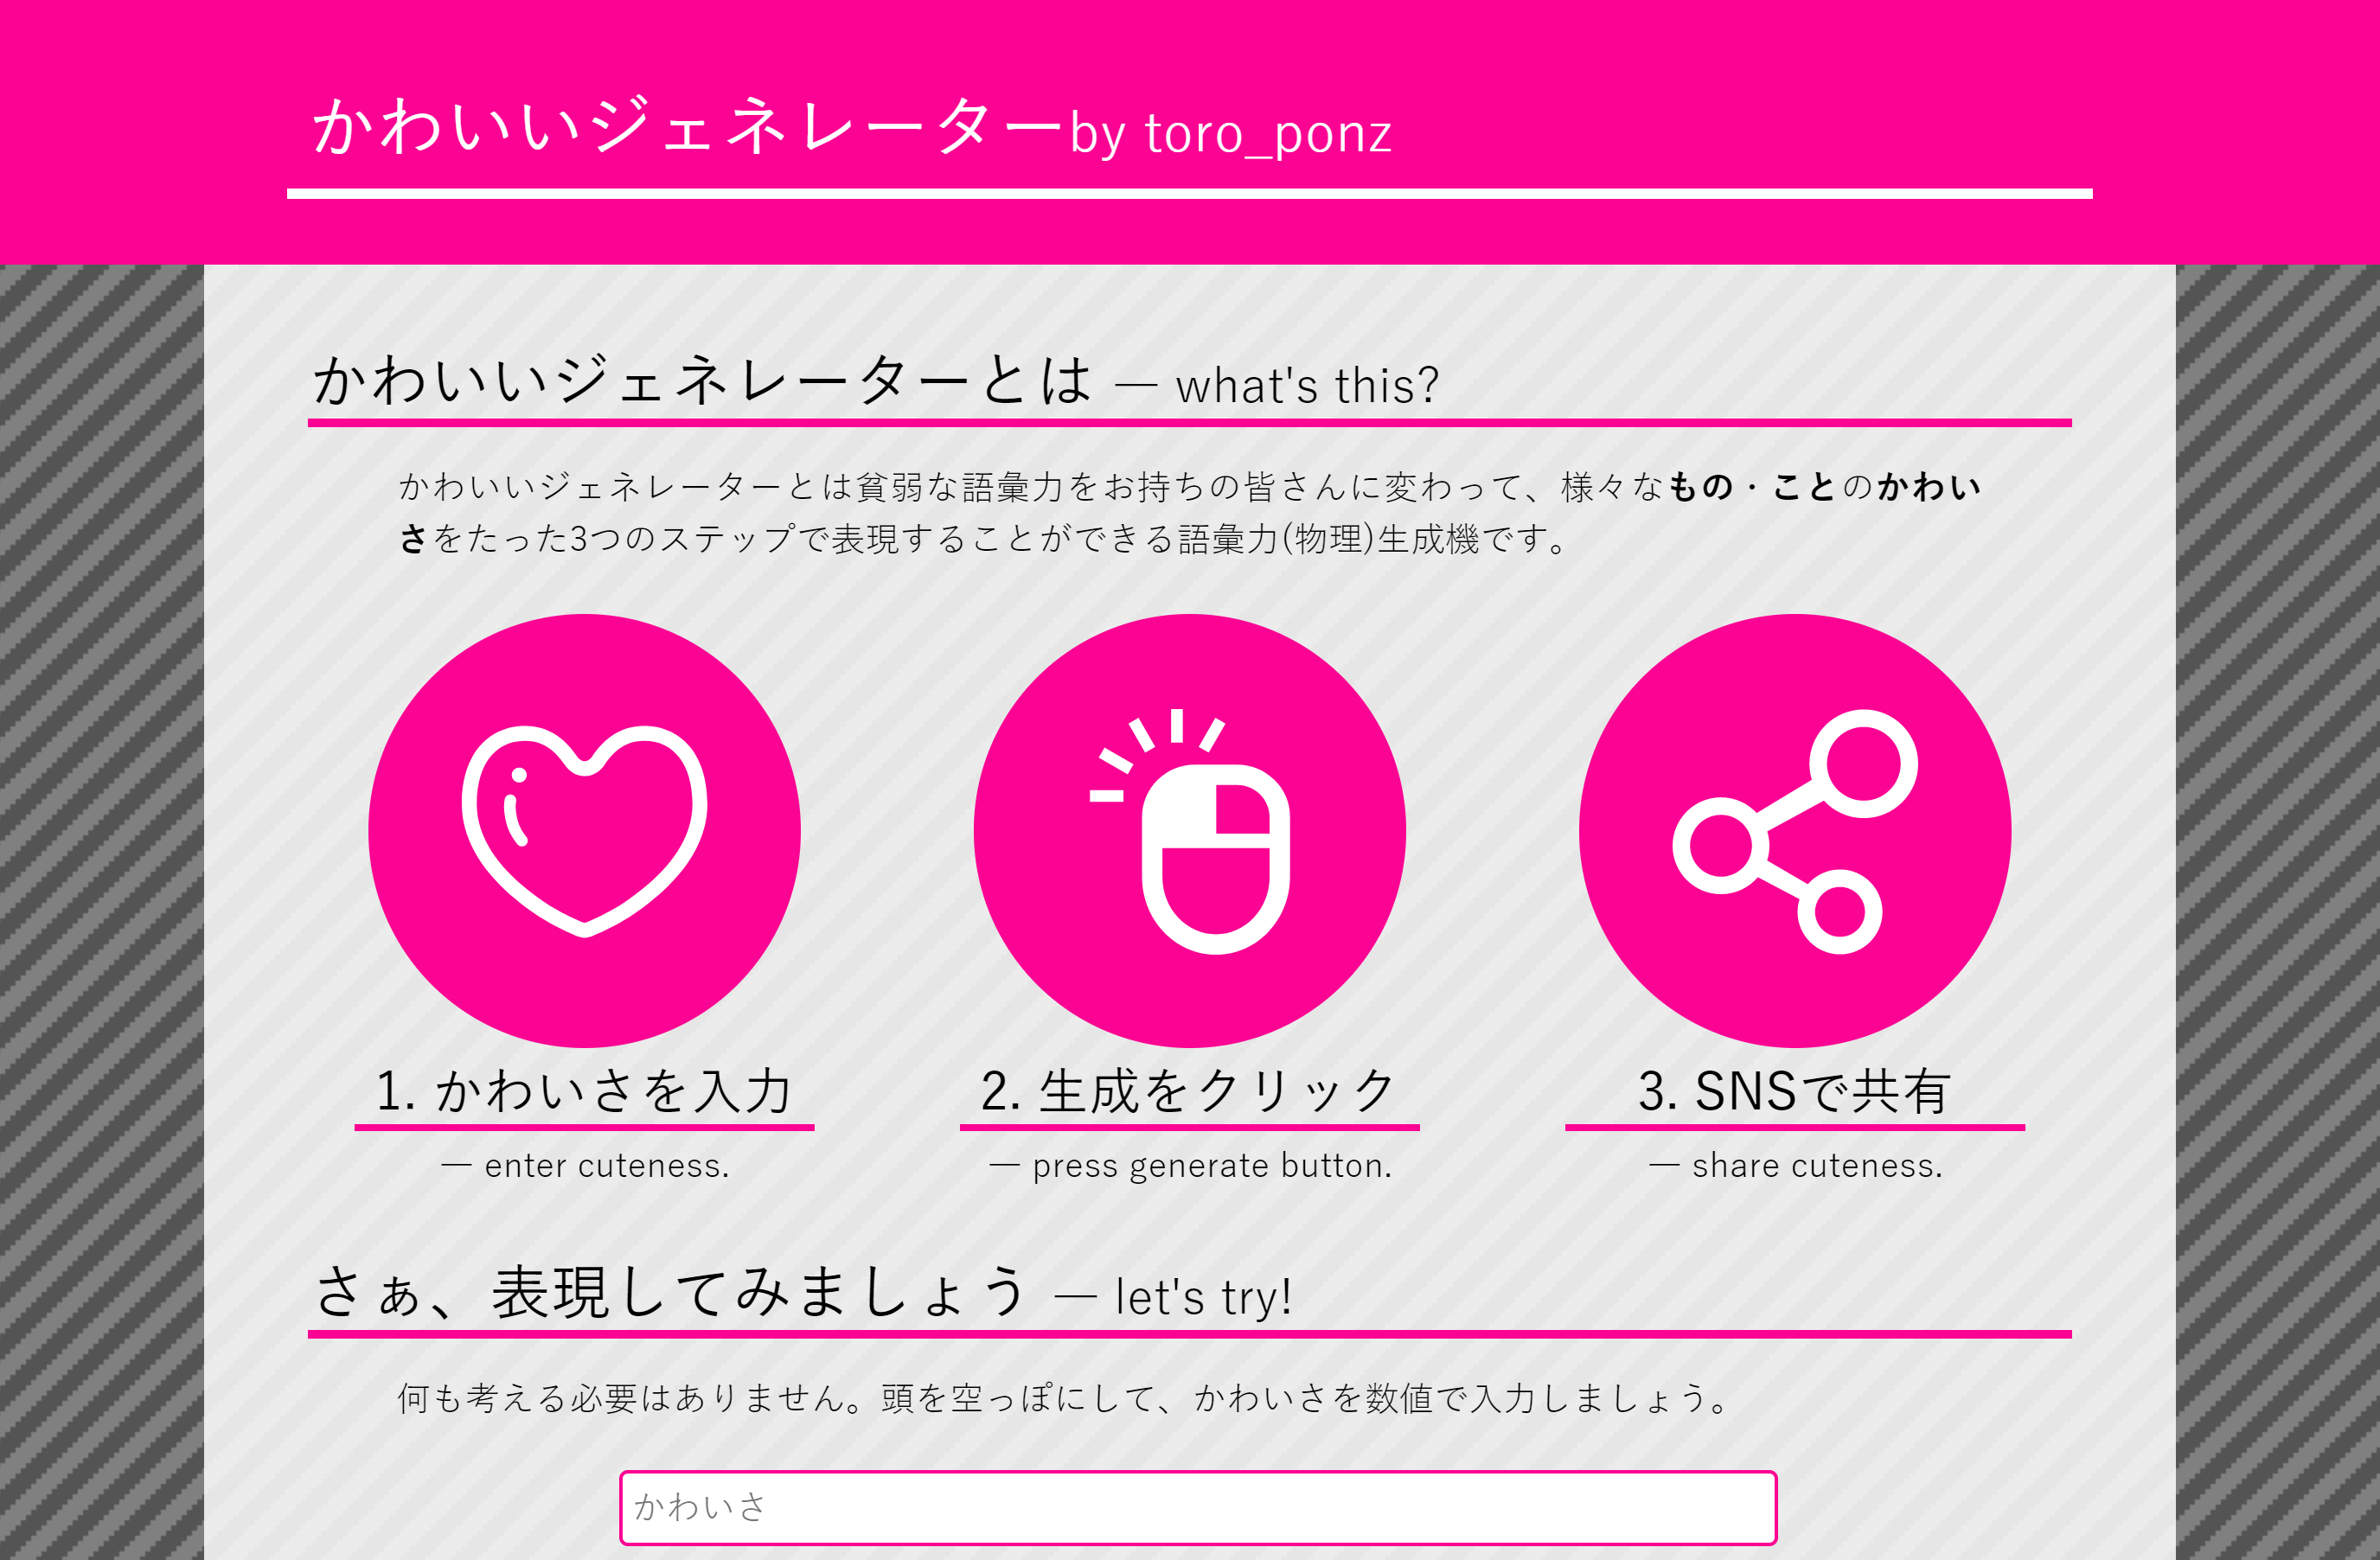 かわいいジェネレーターby toro_ponz
かわいいジェネレーターとは — what's this?
かわいいジェネレーターとは貧弱な語彙力をお持ちの皆さんに変わって、様々なもの・ことのかわい
さをたった3つのステップで表現することができる語彙力(物理)生成機です。
1. かわいさを入力
— enter cuteness.
2. 生成をクリック
— press generate button.
3. SNSで共有
— share cuteness.
さぁ、表現してみましょう — let's try!
何も考える必要はありません。頭を空っぽにして、かわいさを数値で入力しましょう。
かわいさ